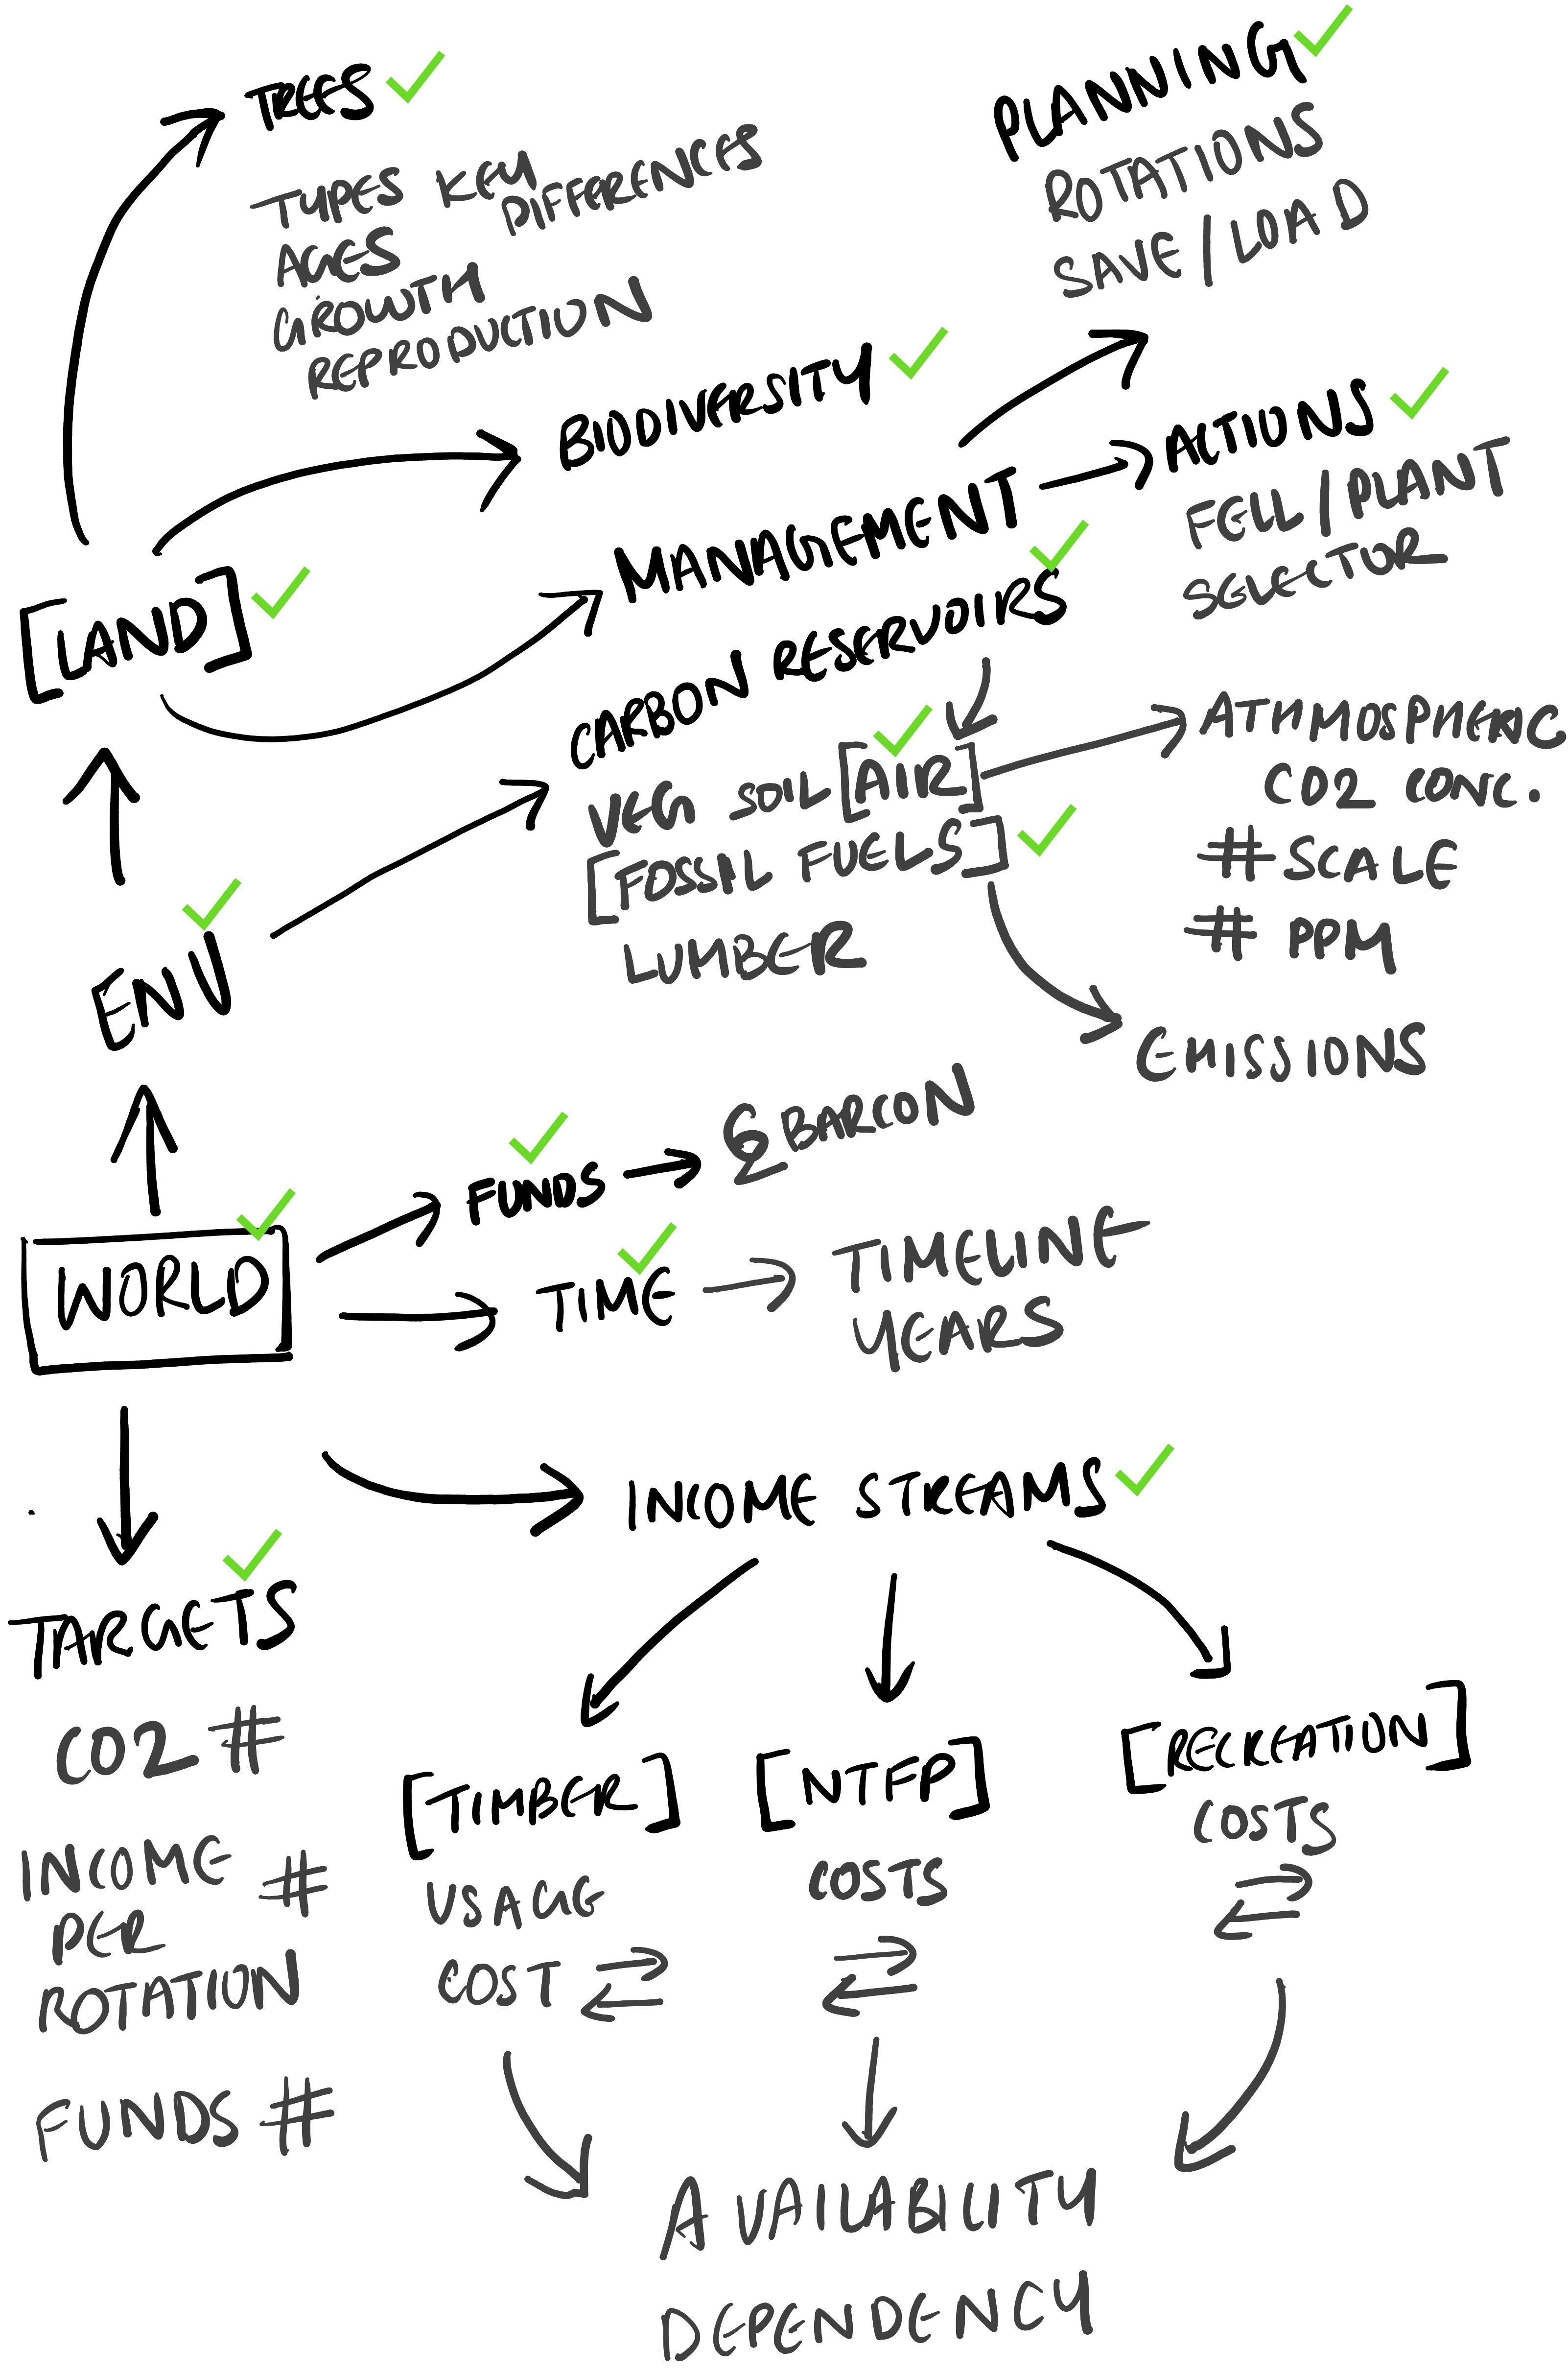 TREES
TYPES KEY DIFFERENCES
AGES
GROWTH
REPRODUCTION
PLANNING
ROTATIONS
SAVE/LOAD
BIODIVERSITY
MANAGEMENT
ACTIONS
FELL/PLANT
SELECTOR
[LAND]
CARBON RESERVOIRS
VEG SOIL [AIR]
[FOSSIL FUELS]
LUMBER
ATHMOSPHERIC
CO2 CONC.
# SCALE
# PPM
EMISSIONS
ENV
FUNDS
BARCON
WORLD
TIME
TIMELINE
YEARS
INCOME STREAMS
TARGETS
CO2 #
INCOME #
PER
ROTATION
FUNDS #
[TIMBER]
USAGE
COST
[NTFP]
COSTS
[RECREATION]
COSTS
AVAILABILITY
DEPENDENCY